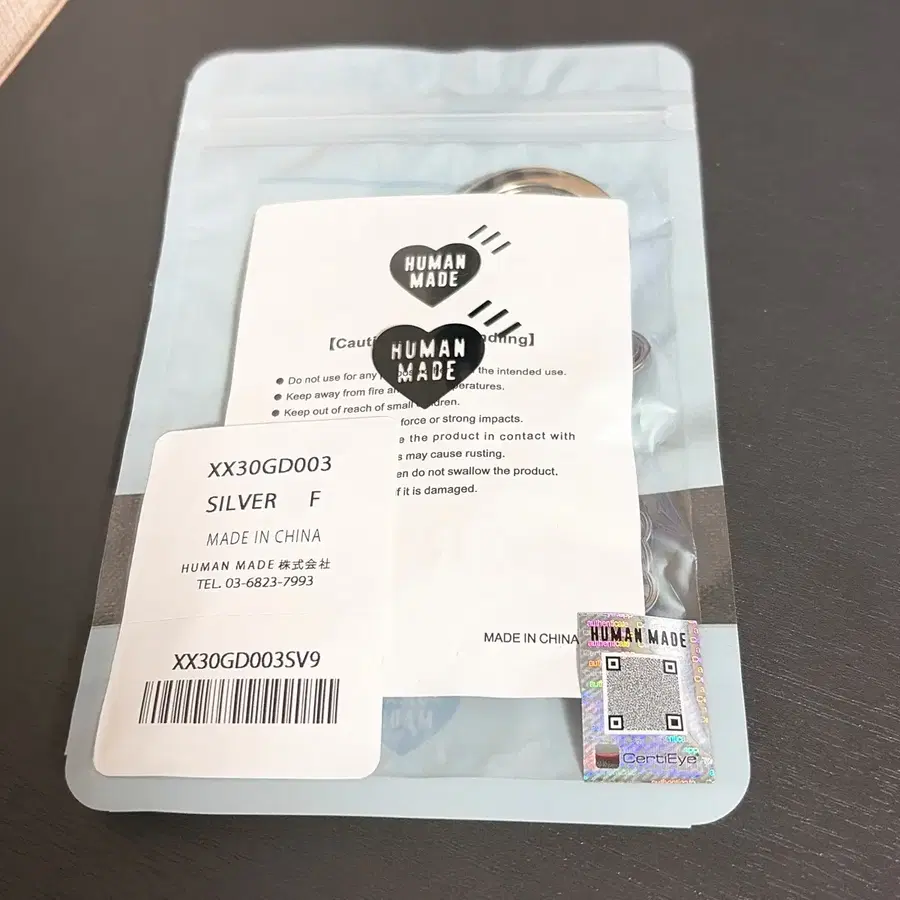 HUMAN
MADE
HUMAN
MADE
【Cauti ndling】
● Do not use for any the intended use.
● Keep away from fire peratures.
● Keep out of reach of small children.
force or strong impacts.
the product in contact with
may cause rusting.
do not swallow the product.
if it is damaged.
MADE IN CHINA
XX30GD003
SILVER F
MADE IN CHINA
HUMAN MADE 株式会社
TEL. 03-6823-7993
XX30GD003SV9
HUMAN MADE
CertiEye